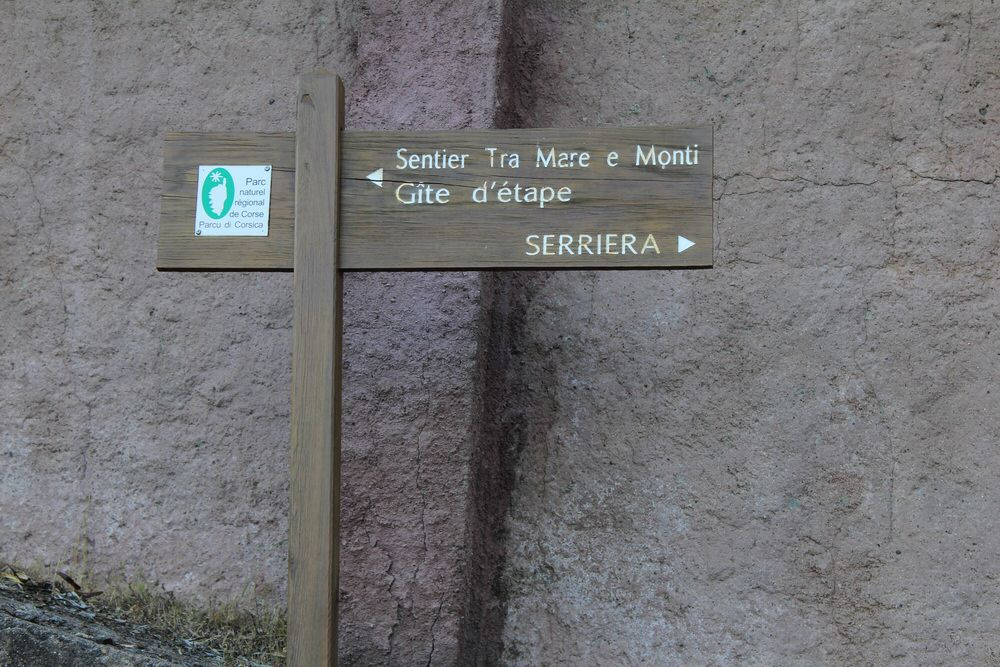 Parc
naturel
régional
de Corse
Parcu di Corsica
Sentier Tra Mare e Monti
Gîte d'étape
SERRIERA